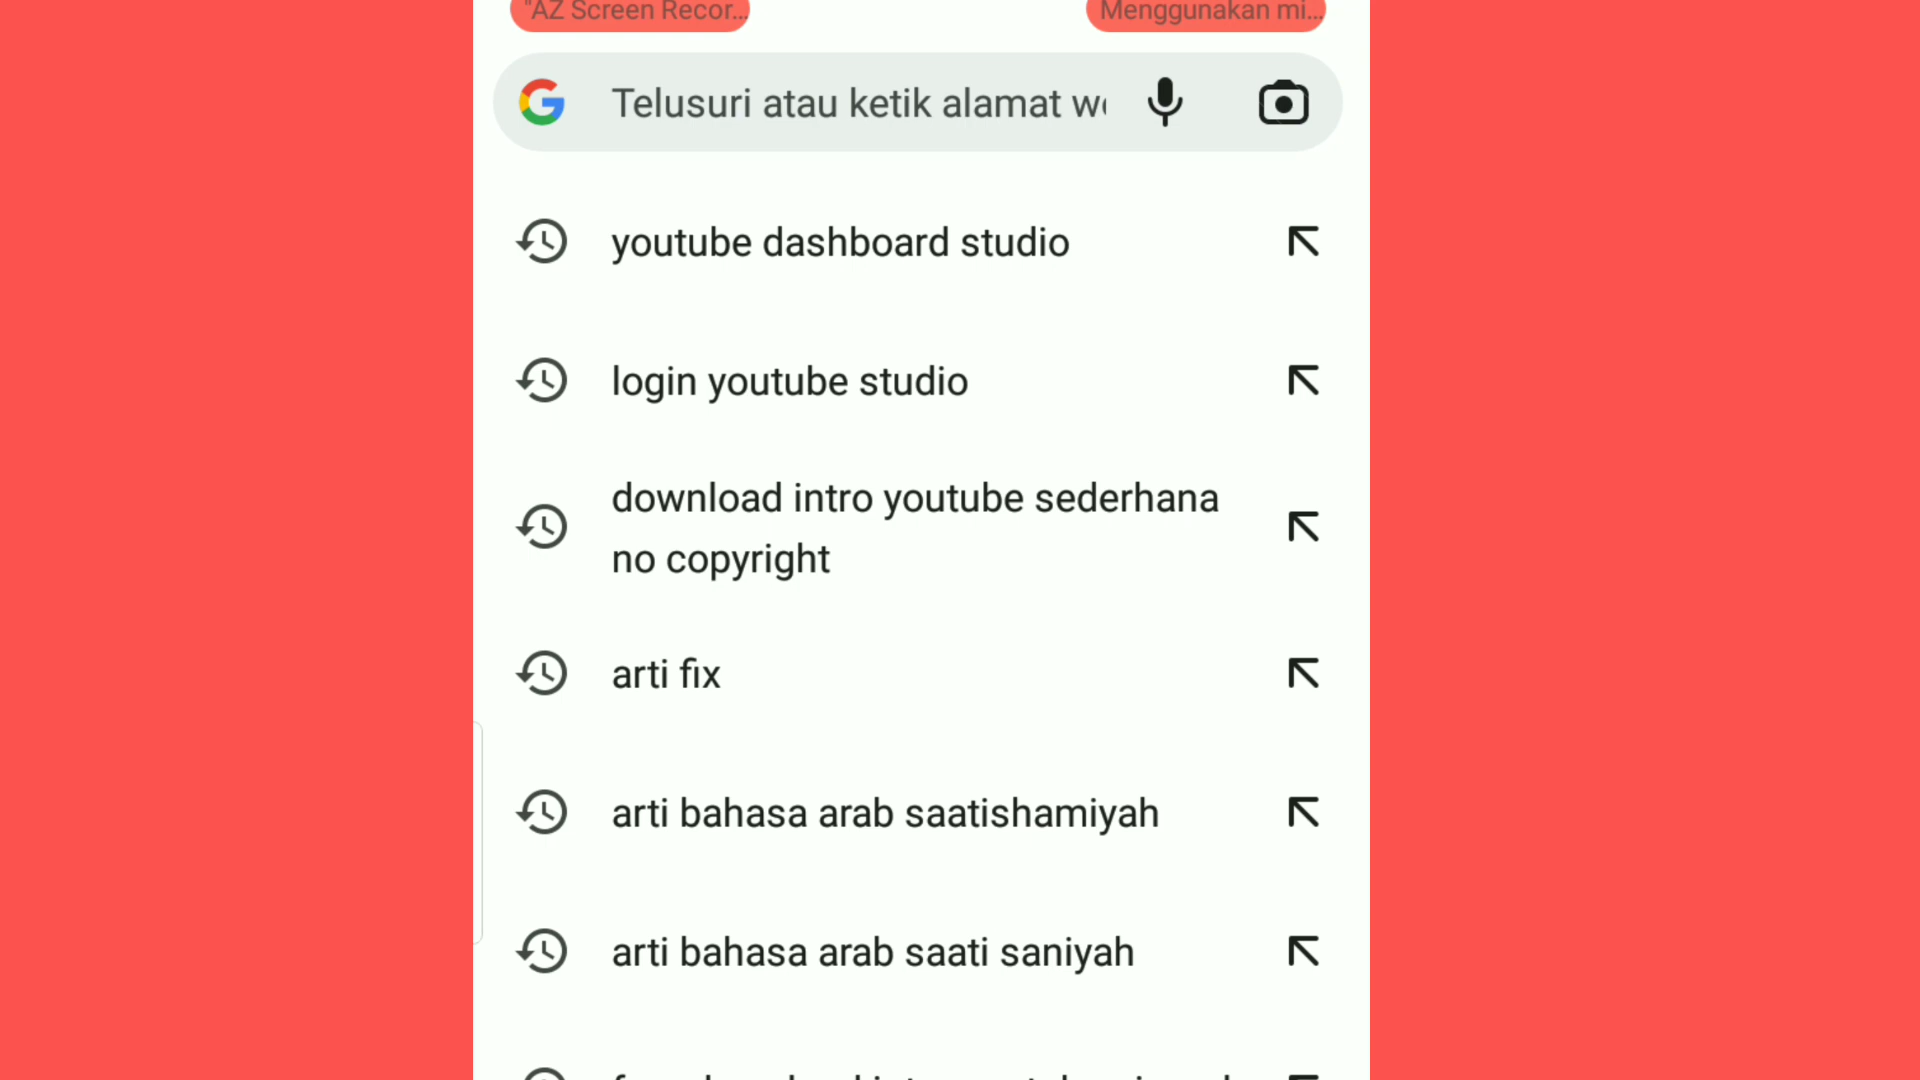 "AZ Screen Recor...
Menggunakan mi...
Telusuri atau ketik alamat w
youtube dashboard studio
login youtube studio
download intro youtube sederhana
no copyright
arti fix
arti bahasa arab saatishamiyah
arti bahasa arab saati saniyah